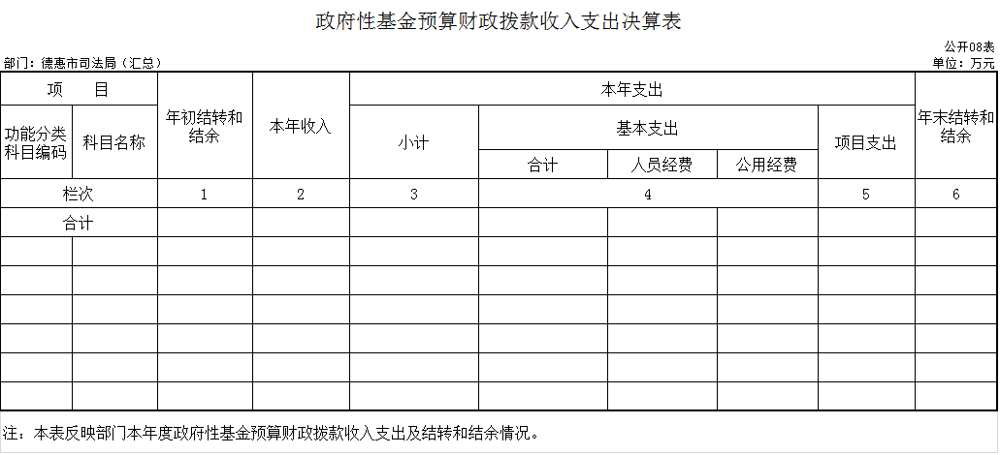 政府性基金预算财政拨款收入支出决算表
公开08表
部门：德惠市司法局（汇总）
单位：万元
项　　目
年初结转和
结余
本年收入
本年支出
年末结转和
结余
功能分类
科目编码
科目名称
小计
基本支出
项目支出
合计
人员经费
公用经费
栏次
1
2
3
4
5
6
合计
注：本表反映部门本年度政府性基金预算财政拨款收入支出及结转和结余情况。